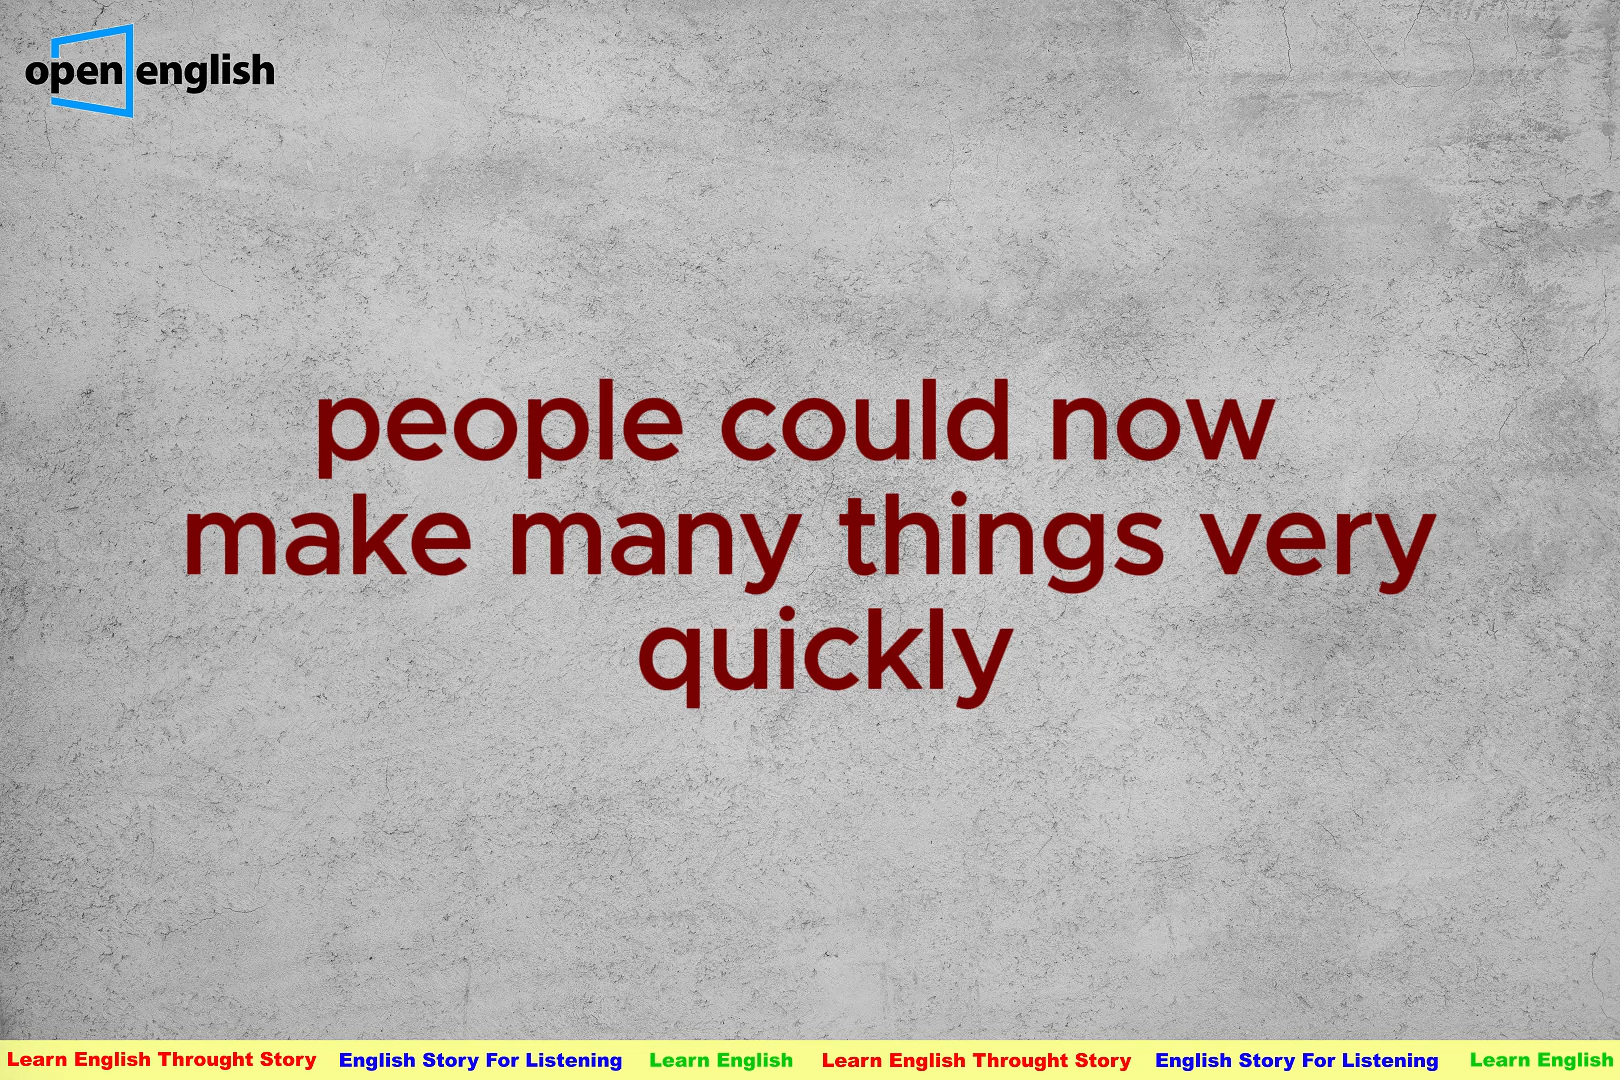 open english
people could now
make many things very
quickly
Learn English Throught Story English Story For Listening Learn English Learn English Throught Story English Story For Listening Learn English